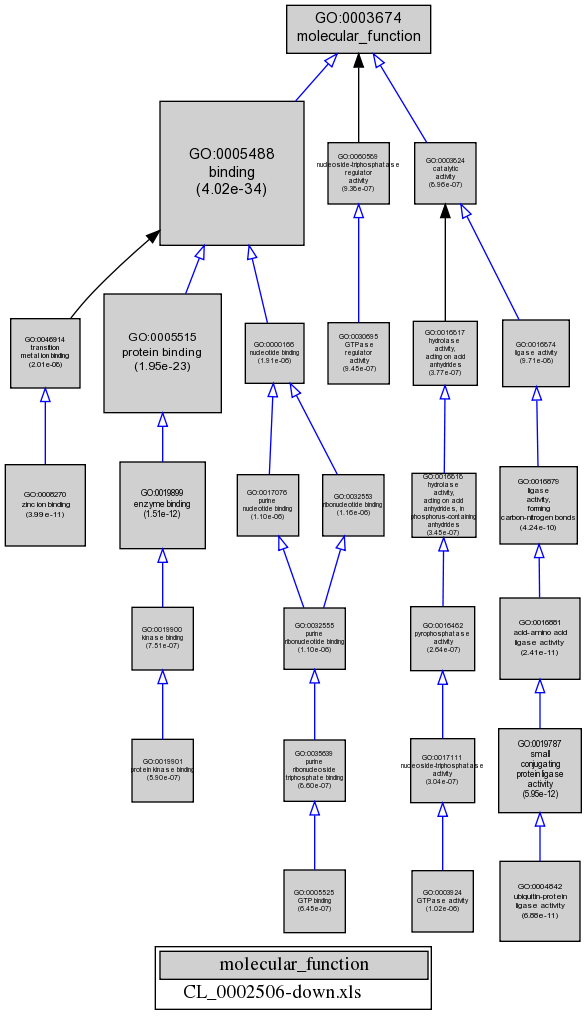 GO:0003674
molecular_function
GO:0005488
binding
(4.02e-34)
GO:0060589
nucleoside-triphosphatase
regulator
activity
(9.36e-07)
GO:0003824
catalytic
activity
(6.96e-07)
GO:0046914
transition
metal ion binding
(2.01e-06)
GO:0005515
protein binding
(1.95e-23)
GO:0000166
nucleotide binding
(1.91e-06)
GO:0030695
GTPase
regulator
activity
(9.45e-07)
GO:0016817
hydrolase
activity,
acting on acid
anhydrides
(3.77e-07)
GO:0016874
ligase activity
(9.71e-06)
GO:0008270
zinc ion binding
(3.99e-11)
GO:0019899
enzyme binding
(1.51e-12)
GO:0017076
purine
nucleotide binding
(1.10e-06)
GO:0032553
ribonucleotide binding
(1.16e-06)
GO:0016818
hydrolase
activity,
acting on acid
anhydrides, in
phosphorus-containing
anhydrides
(3.45e-07)
GO:0016879
ligase
activity,
forming
carbon-nitrogen bonds
(4.24e-10)
GO:0019900
kinase binding
(7.51e-07)
GO:0032555
purine
ribonucleotide binding
(1.10e-06)
GO:0016462
pyrophosphatase
activity
(2.64e-07)
GO:0016881
acid-amino acid
ligase activity
(2.41e-11)
GO:0019901
protein kinase binding
(5.90e-07)
GO:0035639
purine
ribonucleoside
triphosphate binding
(6.60e-07)
GO:0017111
nucleoside-triphosphatase
activity
(3.04e-07)
GO:0019787
small
conjugating
protein ligase
activity
(5.95e-12)
GO:0005525
GTP binding
(6.45e-07)
GO:0003924
GTPase activity
(1.02e-06)
GO:0004842
ubiquitin-protein
ligase activity
(6.88e-11)
molecular_function
CL_0002506-down.xls